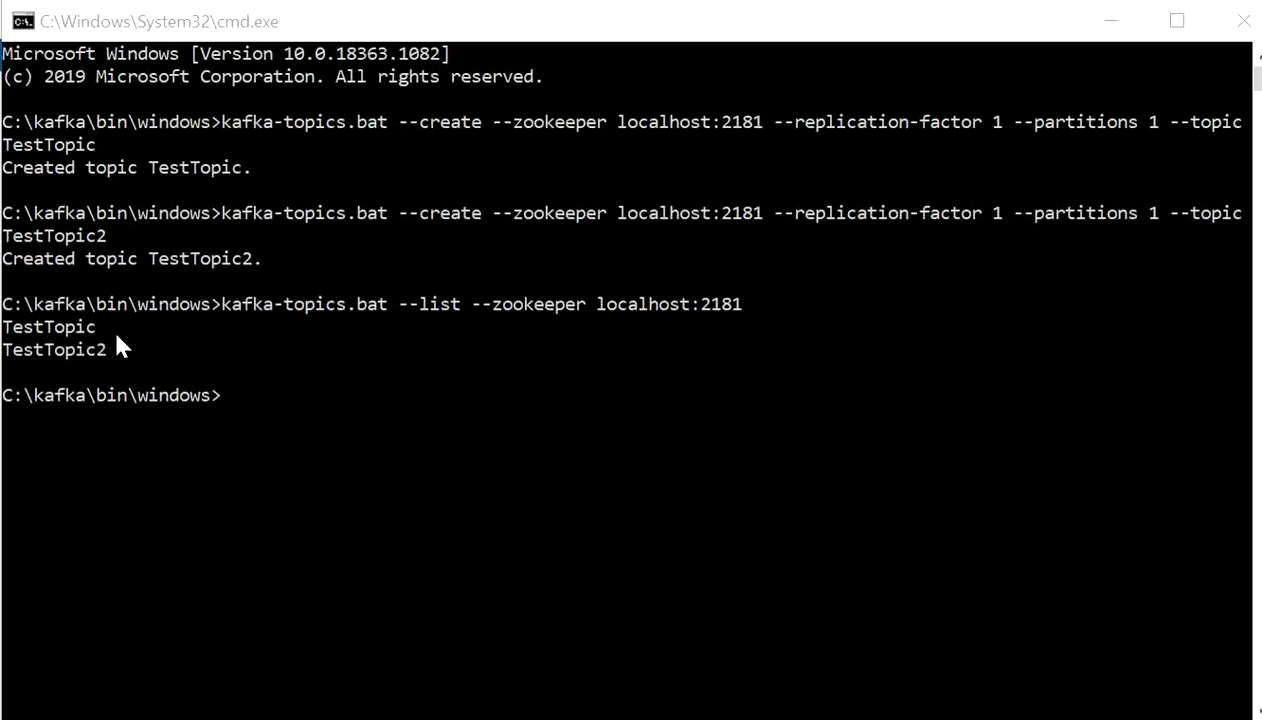 C:\Windows\System32\cmd.exe
Microsoft Windows [Version 10.0.18363.1082]
(c) 2019 Microsoft Corporation. All rights reserved.
C:\kafka\bin\windows>kafka-topics.bat --create --zookeeper localhost:2181 --replication-factor 1 --partitions 1 --topic
TestTopic
Created topic TestTopic.
C:\kafka\bin\windows>kafka-topics.bat --create --zookeeper localhost:2181 --replication-factor 1 --partitions 1 --topic
TestTopic2
Created topic TestTopic2.
C:\kafka\bin\windows>kafka-topics.bat --list --zookeeper localhost:2181
TestTopic
TestTopic2
C:\kafka\bin\windows>